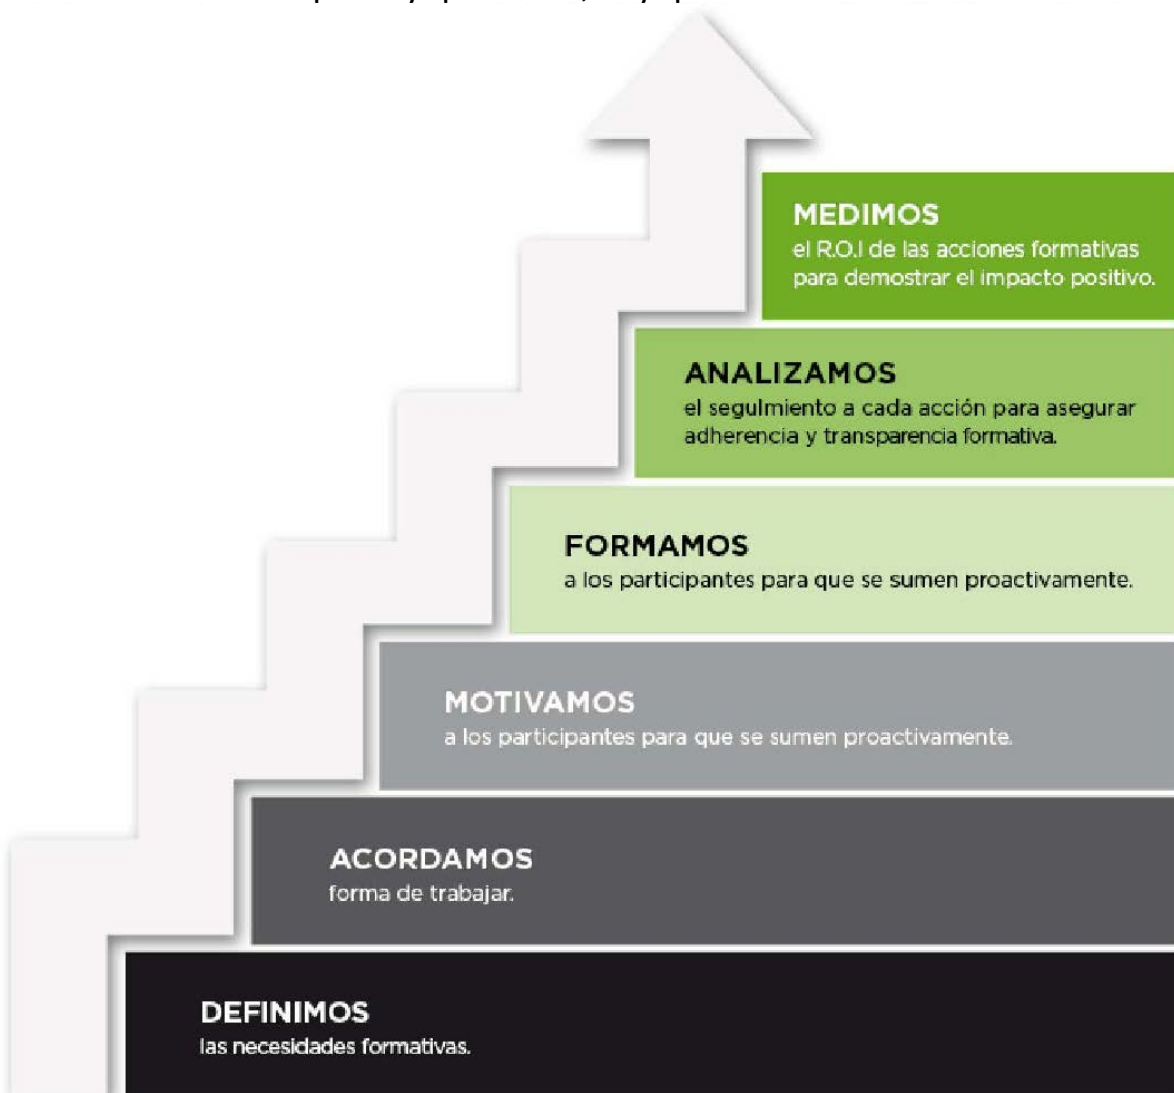 MEDIMOS
el R.O.I de las acciones formativas
para demostrar el impacto positivo.
ANALIZAMOS
el seguImiento a cada acción para asegurar
adherencia y transparencia formativa.
FORMAMOS
a los participantes para que se sumen proactivamente.
MOTIVAMOS
a los participantes para que se sumen proactivamente.
ACORDAMOS
forma de trabajar.
DEFINIMOS
las necesidades formativas.